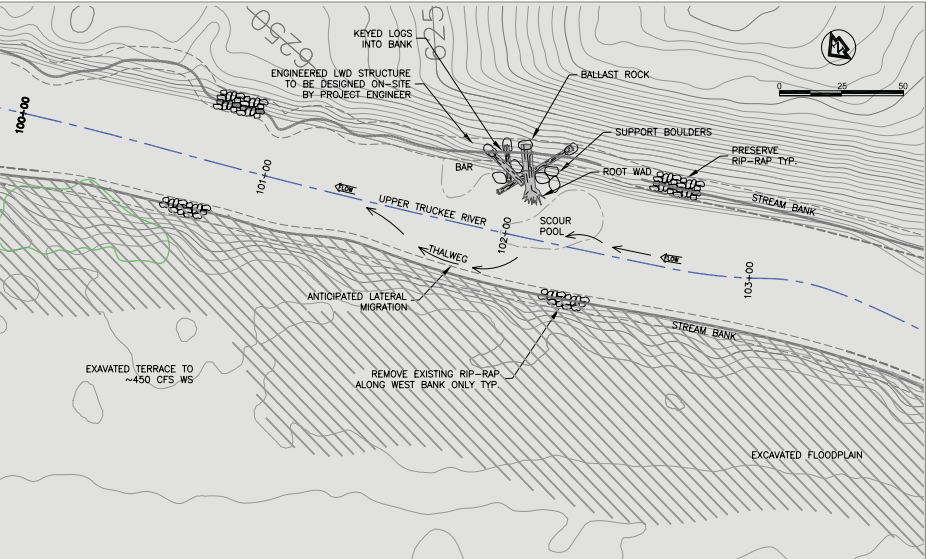 6250
6225
KEYED LOGS
INTO BANK
ENGINEERED LWD STRUCTURE
TO BE DESIGNED ON-SITE
BY PROJECT ENGINEER
BALLAST ROCK
0 25 50
100+00
SUPPORT BOULDERS
PRESERVE
RIP-RAP TYP.
BAR
ROOT WAD
101+00
FLOW
STREAM BANK
UPPER TRUCKEE RIVER
102+00
SCOUR
POOL
THALWEG
FLOW
103+00
ANTICIPATED LATERAL
MIGRATION
STREAM BANK
EXAVATED TERRACE TO
~450 CFS WS
REMOVE EXISTING RIP-RAP
ALONG WEST BANK ONLY TYP.
EXCAVATED FLOODPLAIN